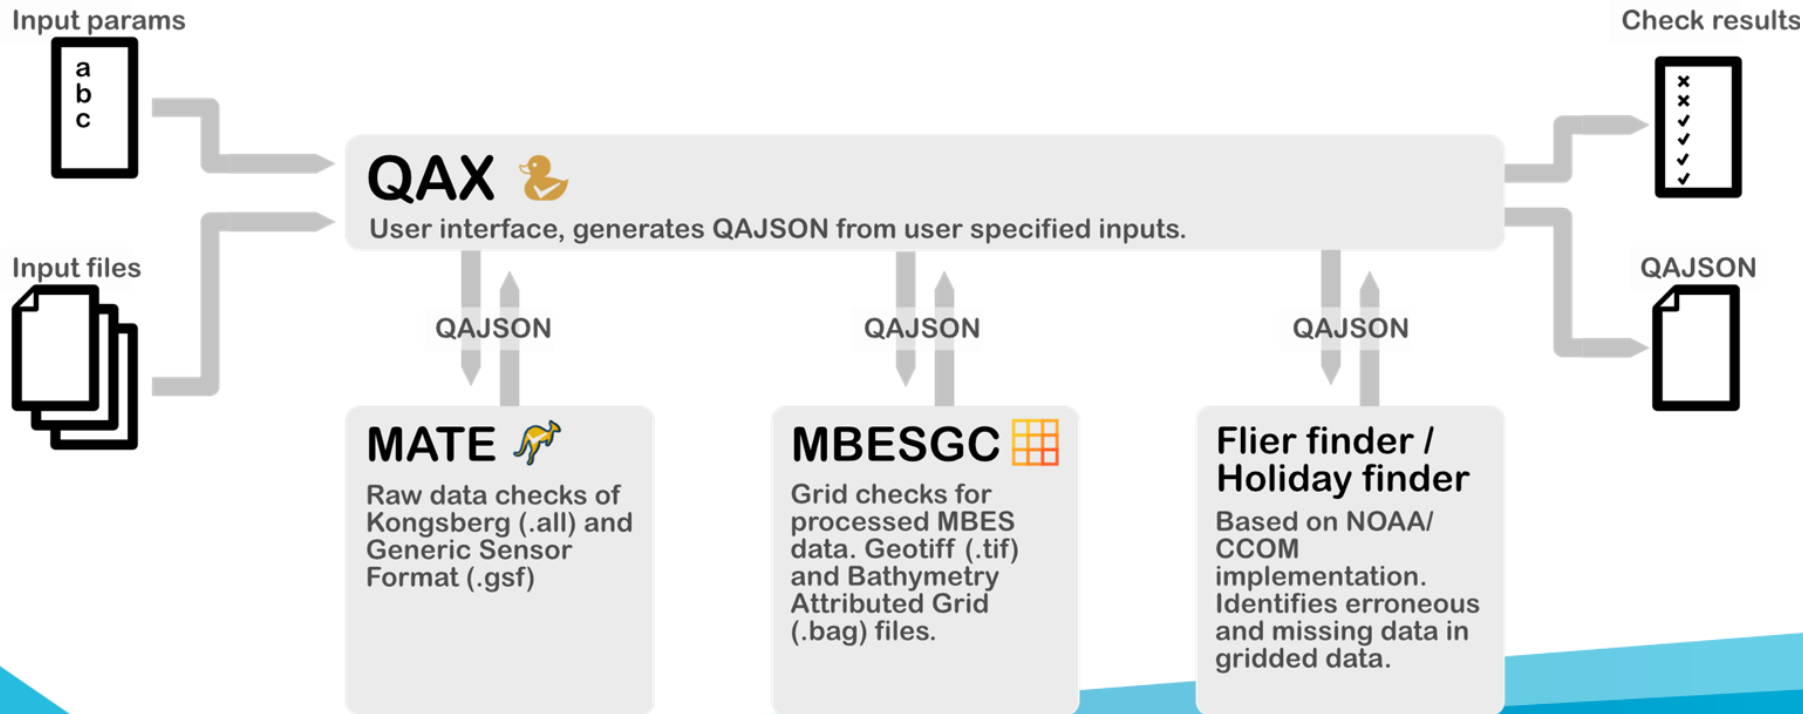 Input params
a
b
c
Input files
QAX
User interface, generates QAJSON from user specified inputs.
Check results
QAJSON
QAJSON
QAJSON
QAJSON
MATE
Raw data checks of
Kongsberg (.all) and
Generic Sensor
Format (.gsf)
MBESGC
Grid checks for
processed MBES
data. Geotiff (.tif)
and Bathymetry
Attributed Grid
(.bag) files.
Flier finder /
Holiday finder
Based on NOAA/
CCOM
implementation.
Identifies erroneous
and missing data in
gridded data.